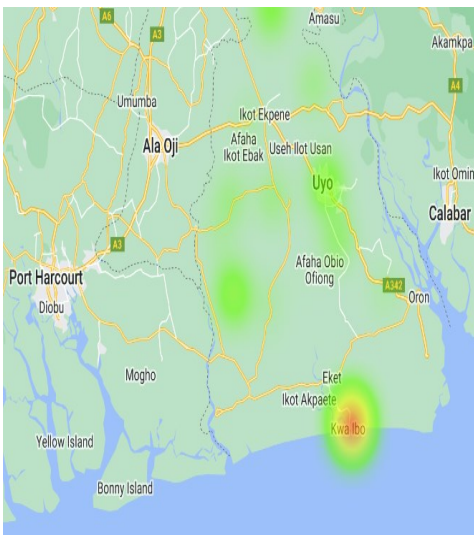 Amasu
A6
A3
Akamkpa
A4
Umumba
Ikot Ekpene
Ala Oji
Afaha
Ikot Ebak
Useh Ilot Usan
Ikot Omin
Uyo
Calabar
A3
Afaha Obio
Ofiong
Port Harcourt
A342
Oron
Diobu
Mogho
Eket
Ikot Akpaete
Kwa Ibo
Yellow Island
Bonny Island